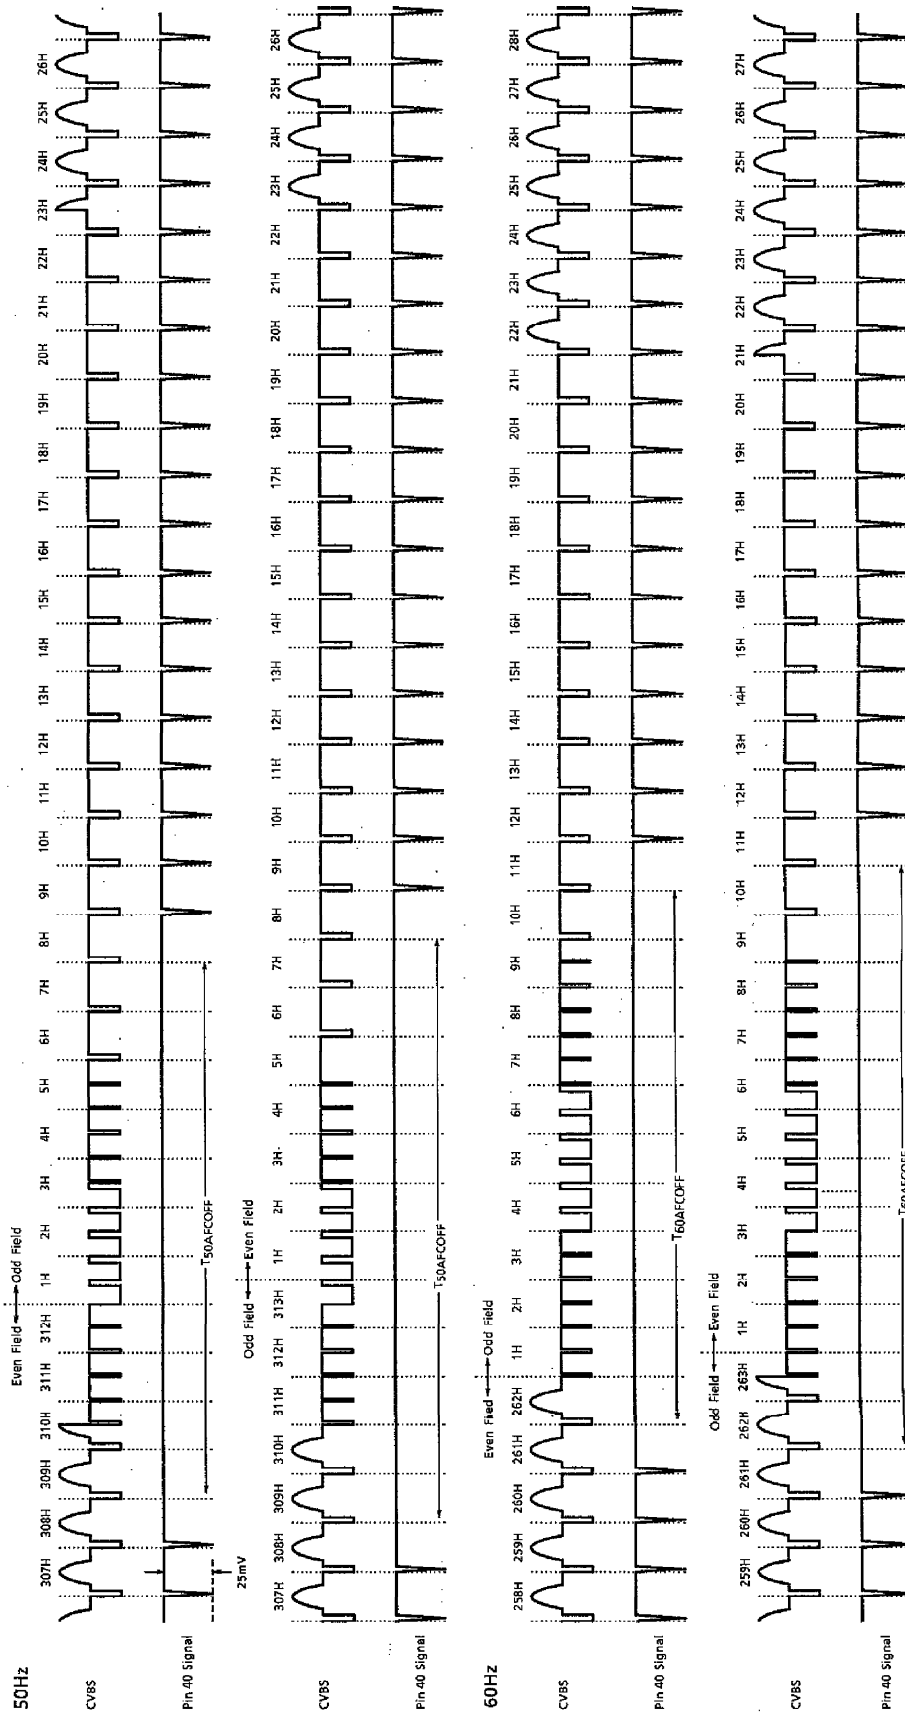 50Hz
Even Field ←→ Odd Field
307H 308H 309H 310H 311H 312H 1H 2H 3H 4H 5H 6H 7H 8H 9H 10H 11H 12H 13H 14H 15H 16H 17H 18H 19H 20H 21H 22H 23H 24H 25H 26H
CVBS
Pin 40 Signal
25mV
T50AFCOFF
Odd Field ←→ Even Field
307H 308H 309H 310H 311H 312H 313H 1H 2H 3H 4H 5H 6H 7H 8H 9H 10H 11H 12H 13H 14H 15H 16H 17H 18H 19H 20H 21H 22H 23H 24H 25H 26H
CVBS
Pin 40 Signal
T50AFCOFF
60Hz
Even Fied ←→ Odd Field
258H 259H 260H 261H 262H 1H 2H 3H 4H 5H 6H 7H 8H 9H 10H 11H 12H 13H 14H 15H 16H 17H 18H 19H 20H 21H 22H 23H 24H 25H 26H 27H 28H
CVBS
Pin 40 Signal
T60AFCOFF
Odd Field ←→ Even Field
259H 260H 261H 262H 263H 1H 2H 3H 4H 5H 6H 7H 8H 9H 10H 11H 12H 13H 14H 15H 16H 17H 18H 19H 20H 21H 22H 23H 24H 25H 26H 27H
CVBS
Pin 40 Signal
T60AFCOFF